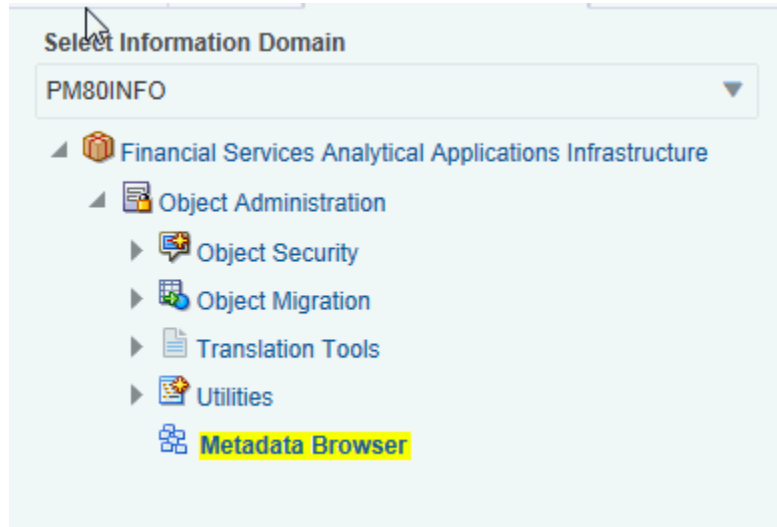 Select Information Domain
PM80INFO
Financial Services Analytical Applications Infrastructure
Object Administration
Object Security
Object Migration
Translation Tools
Utilities
Metadata Browser